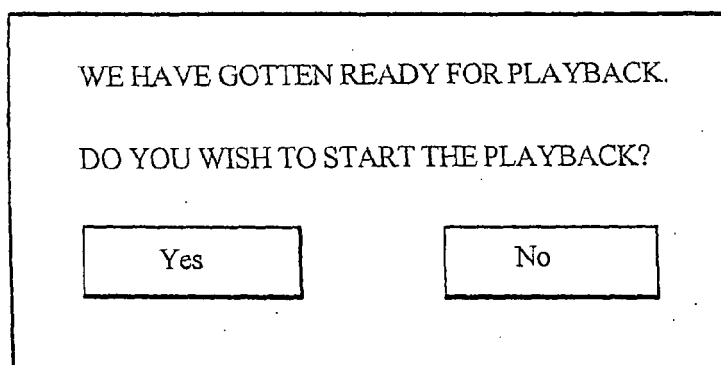 WE HAVE GOTTEN READY FOR PLAYBACK.
DO YOU WISH TO START THE PLAYBACK?
Yes No